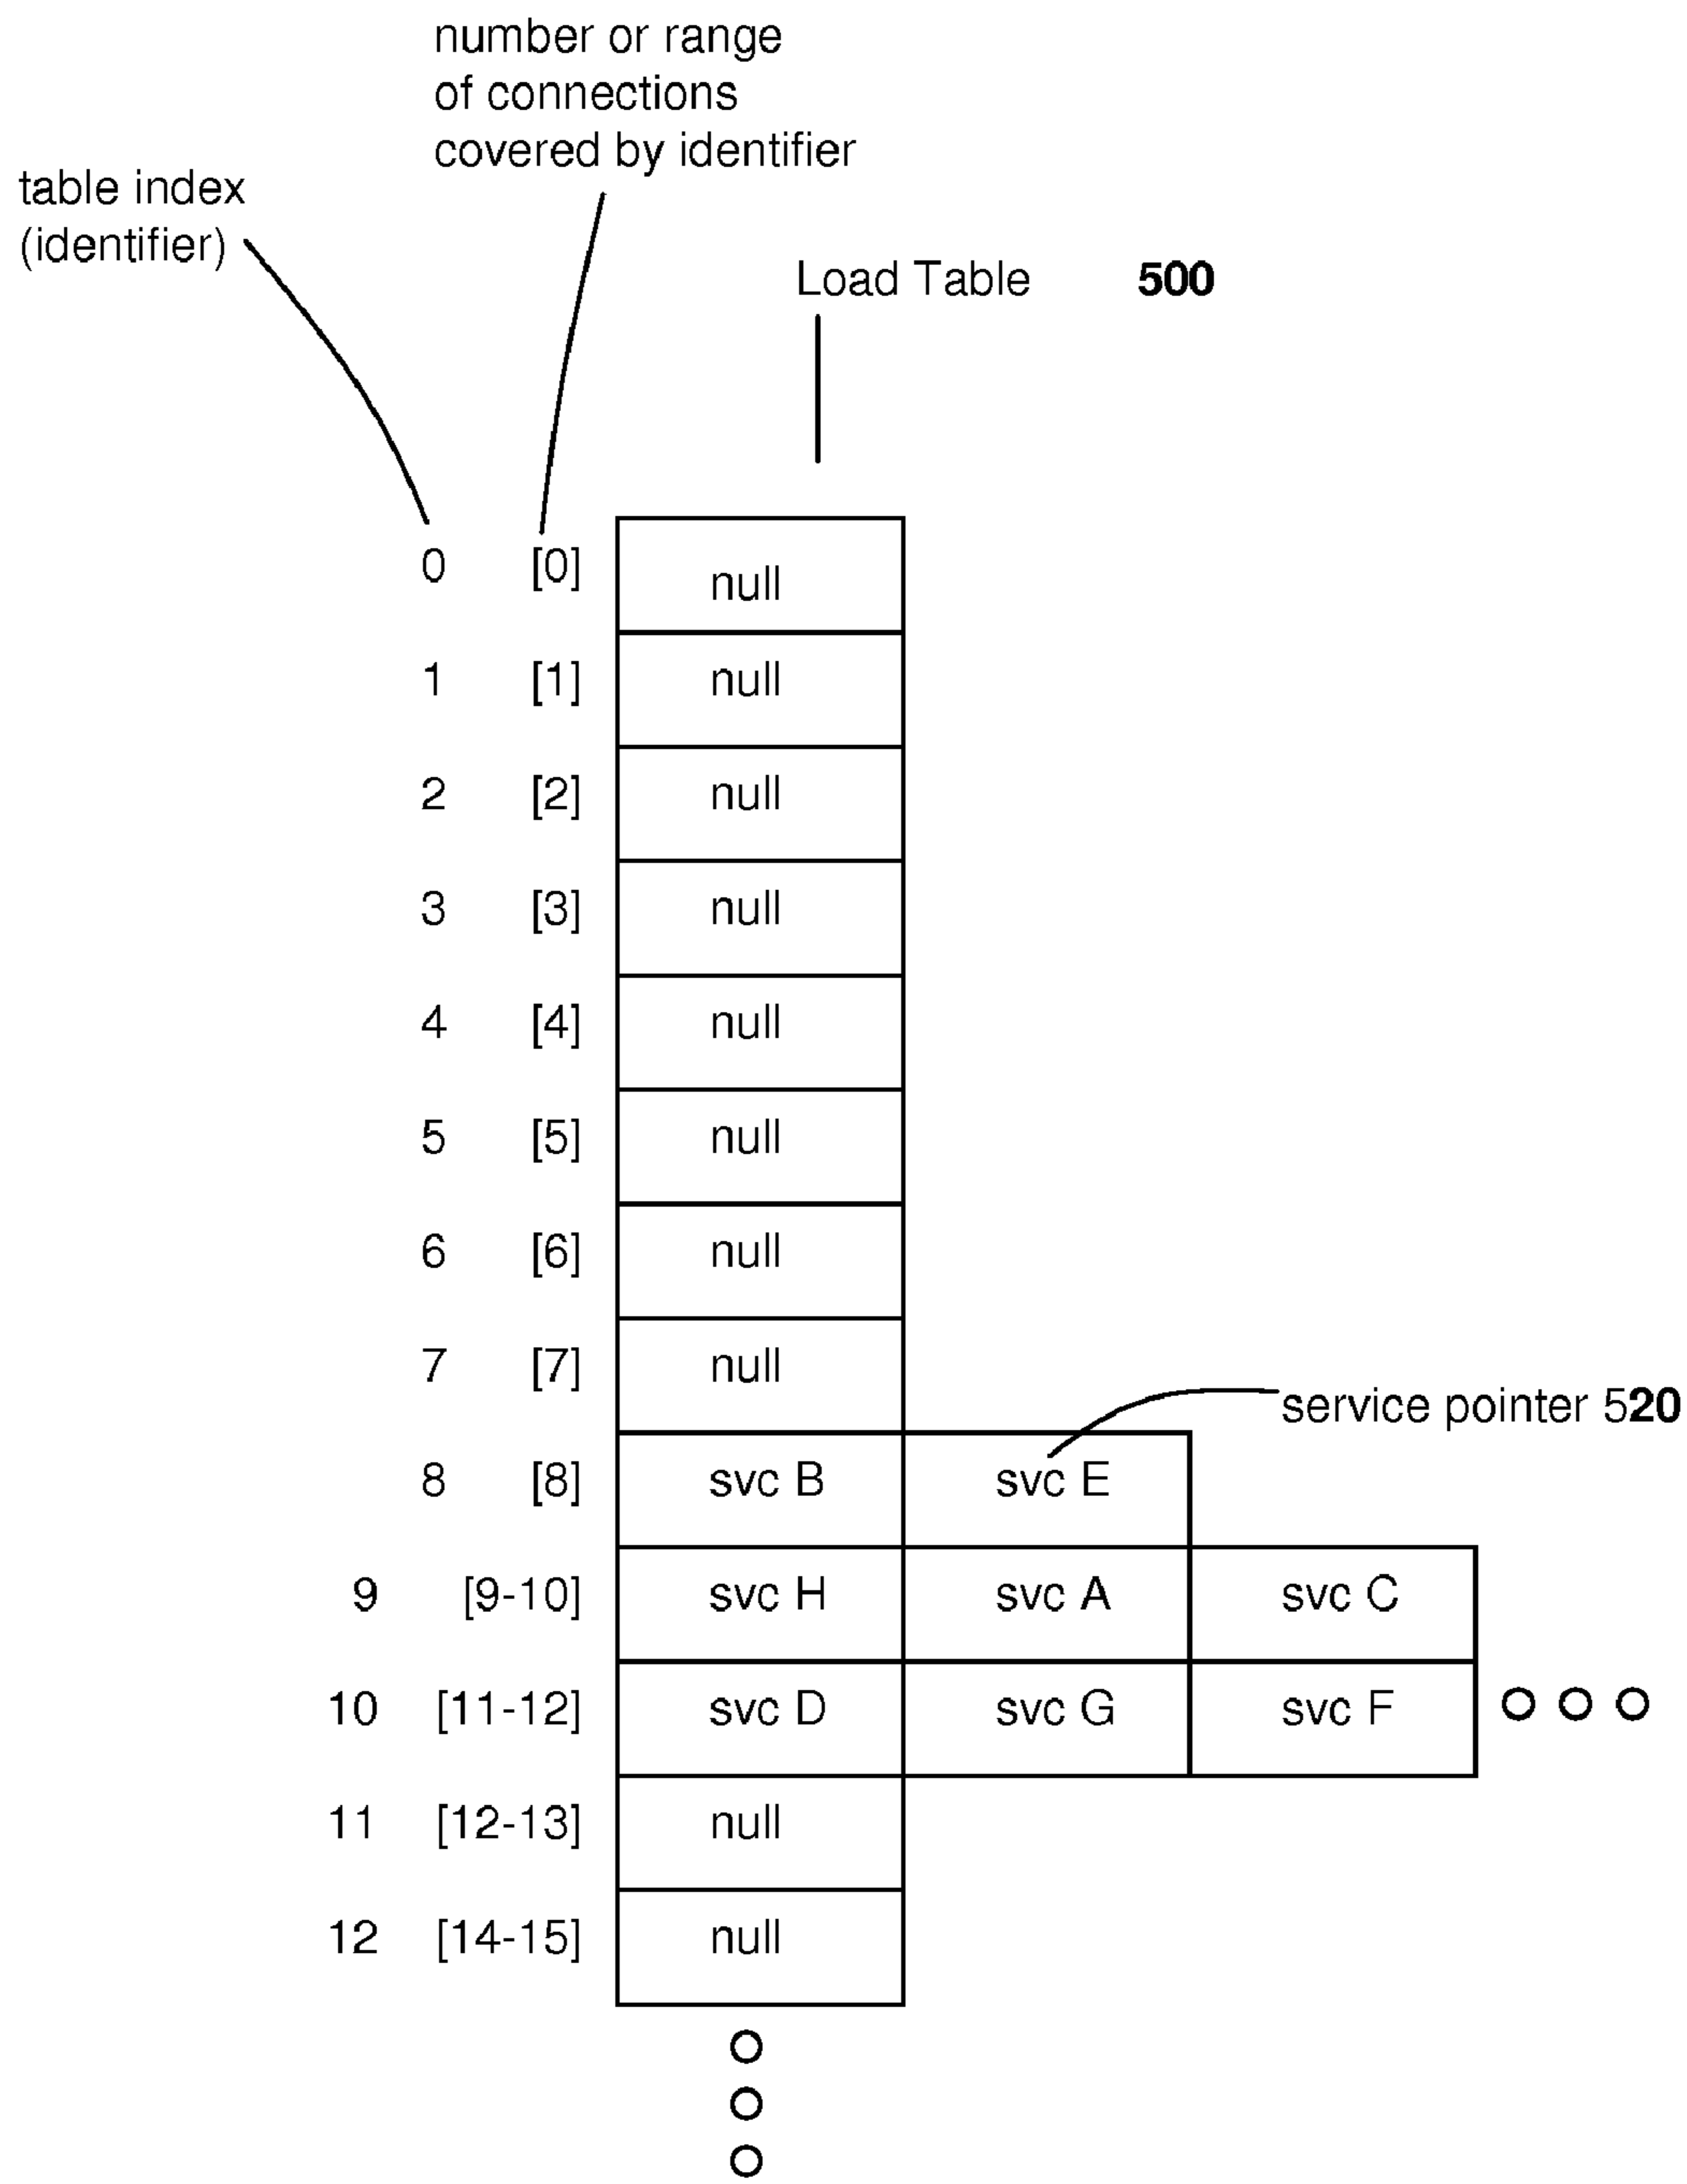 number or range
of connections
covered by identifier
table index
(identifier)
Load Table 500
0 [0] null
1 [1] null
2 [2] null
3 [3] null
4 [4] null
5 [5] null
6 [6] null
7 [7] null
service pointer 520
8 [8] svc B svc E
9 [9-10] svc H svc A svc C
10 [11-12] svc D svc G svc F
11 [12-13] null
12 [14-15] null